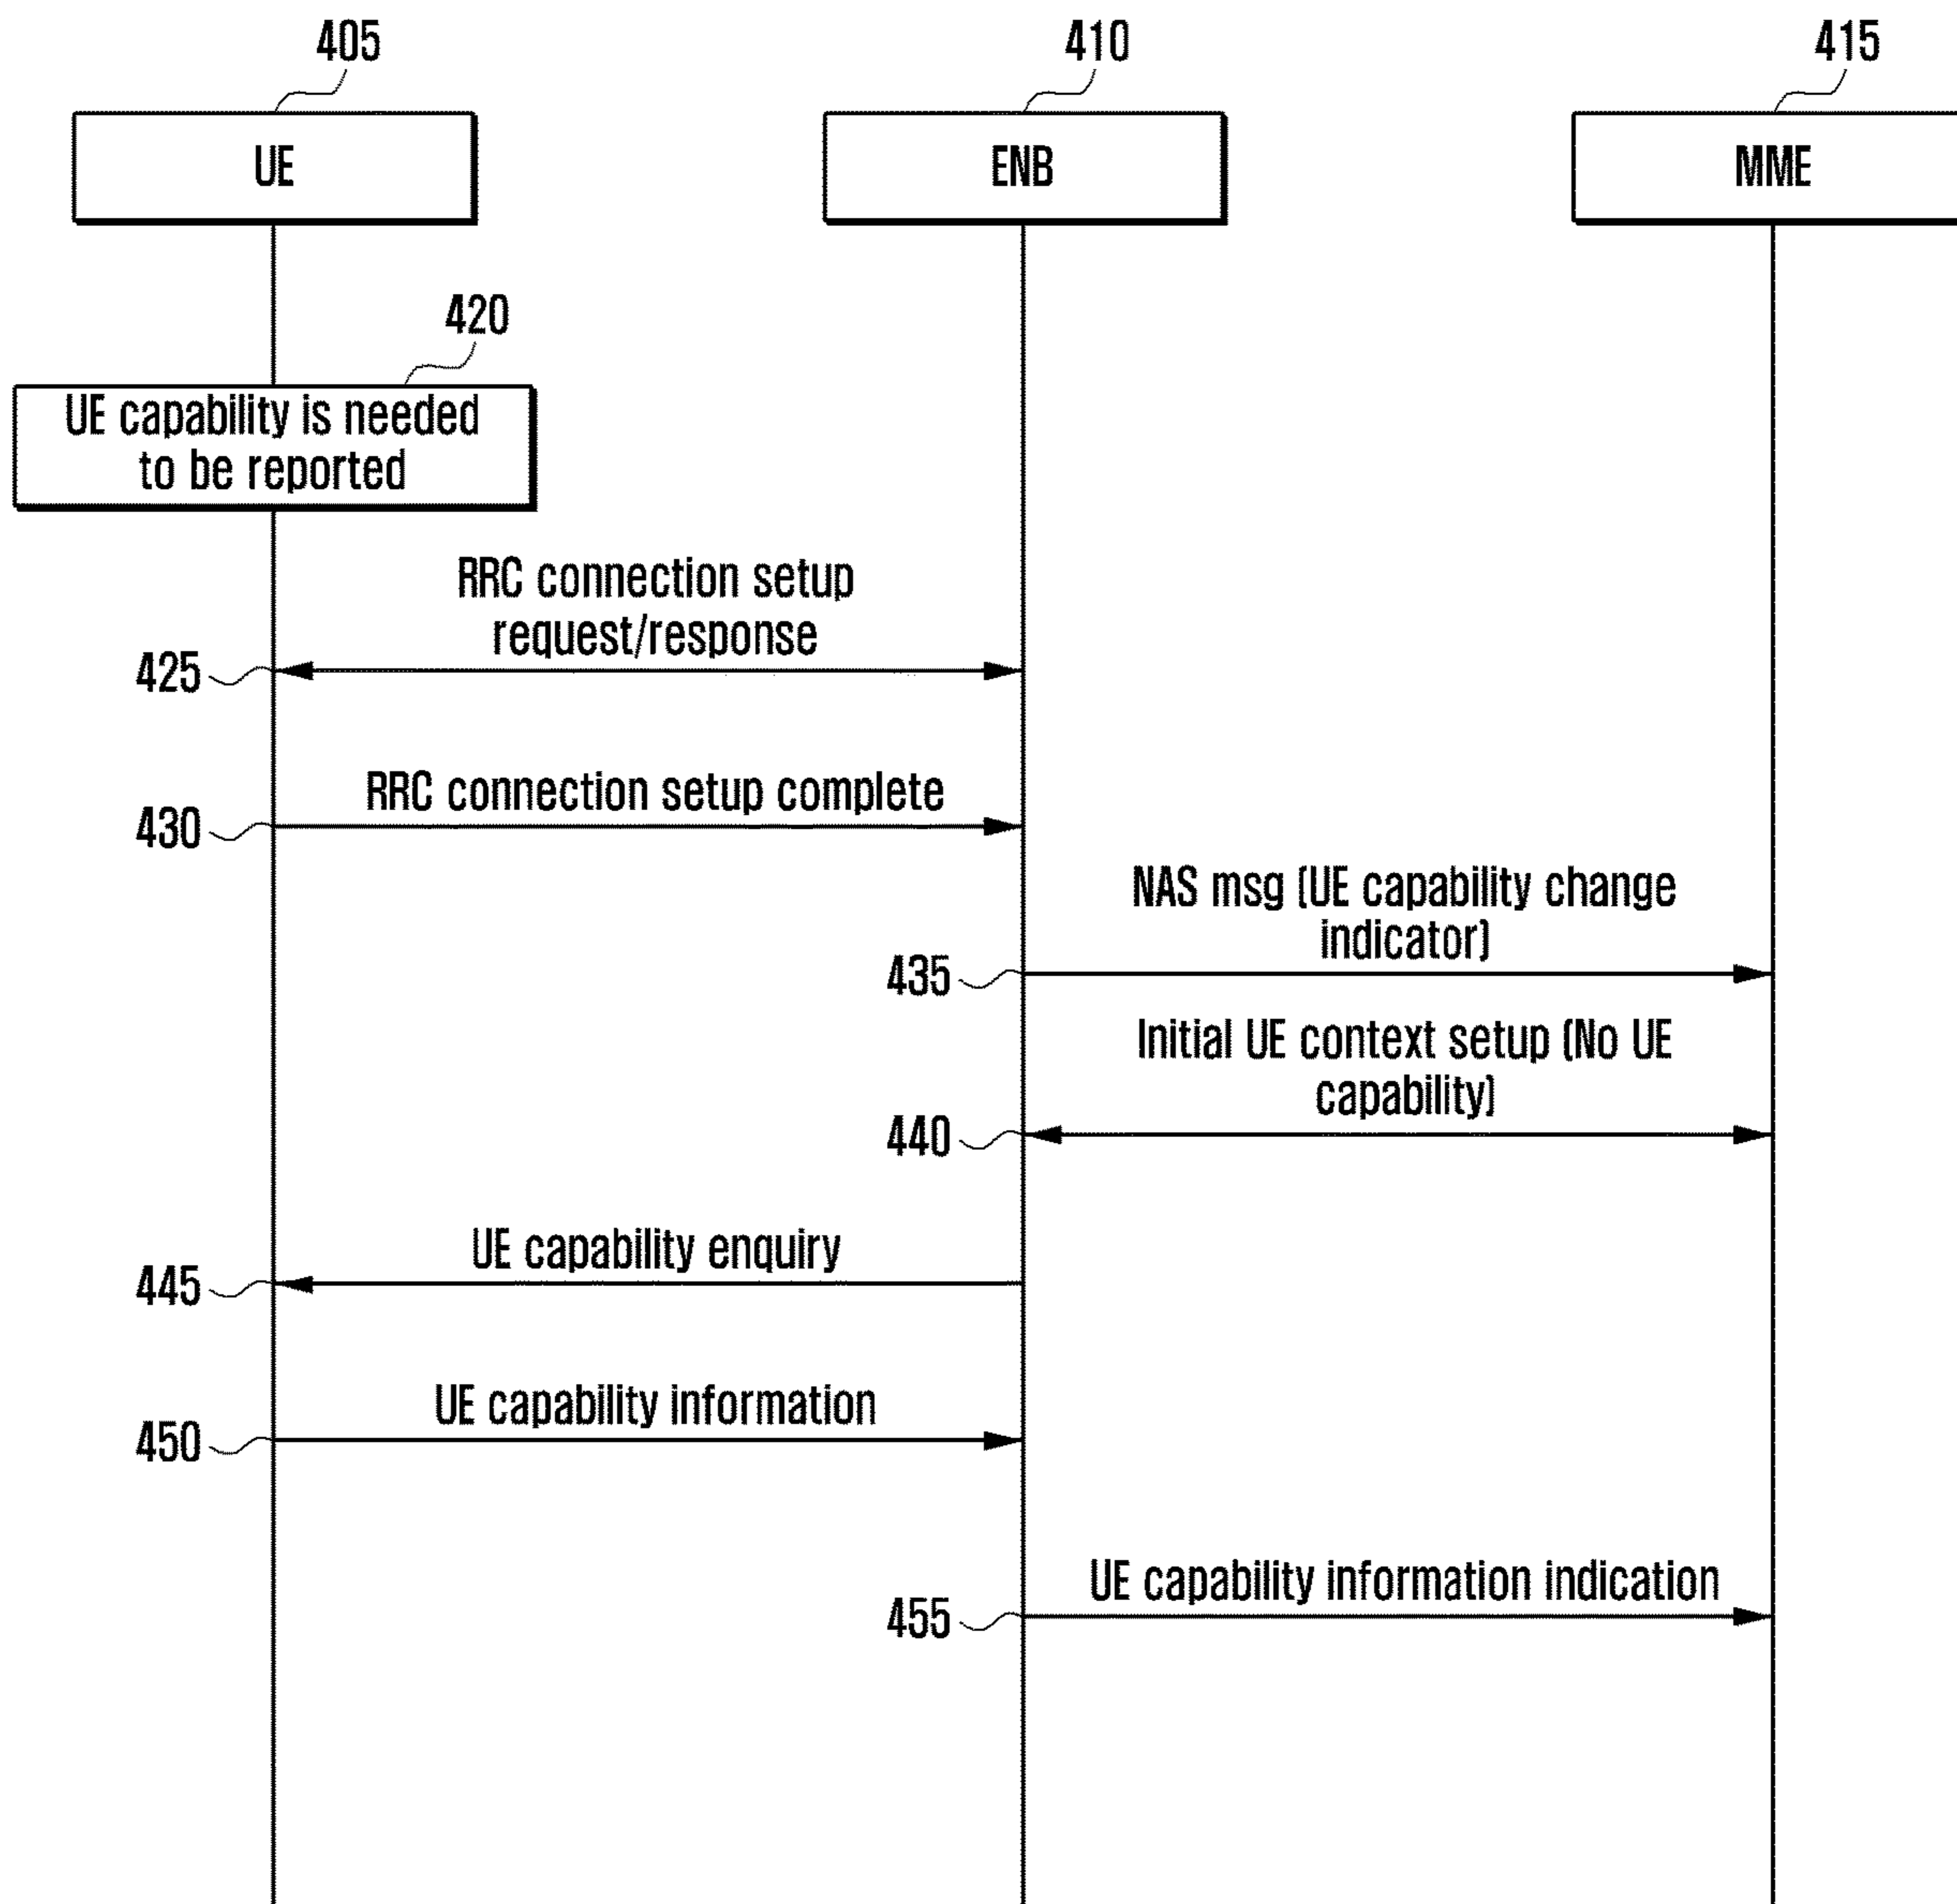 405
410
415
UE
ENB
MME
420
UE capability is needed
to be reported
RRC connection setup
request/response
425
RRC connection setup complete
430
NAS msg (UE capability change
indicator)
435
Initial UE context setup (No UE
capability)
440
UE capability enquiry
445
UE capability information
450
UE capability information indication
455